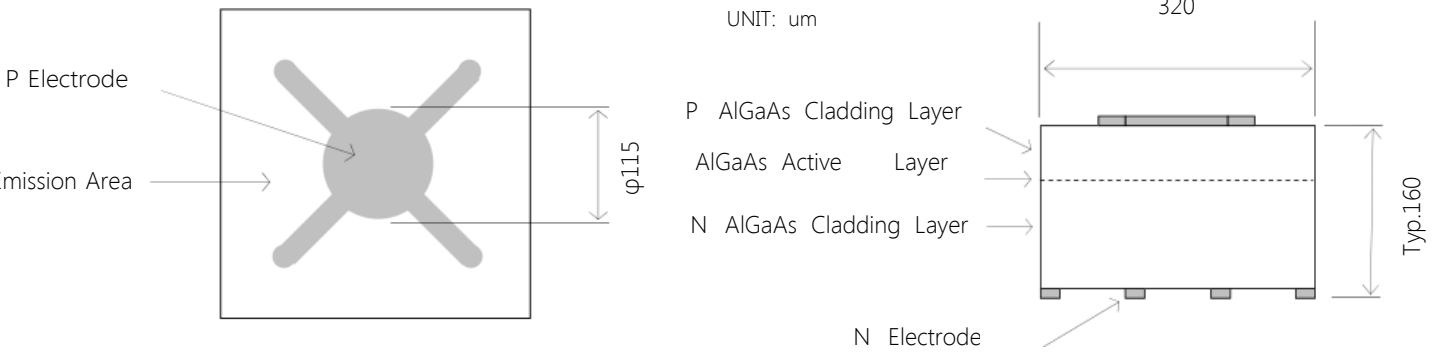 UNIT: um
320
P Electrode
Emission Area
φ115
P AlGaAs Cladding Layer
AlGaAs Active Layer
N AlGaAs Cladding Layer
Typ.160
N Electrode